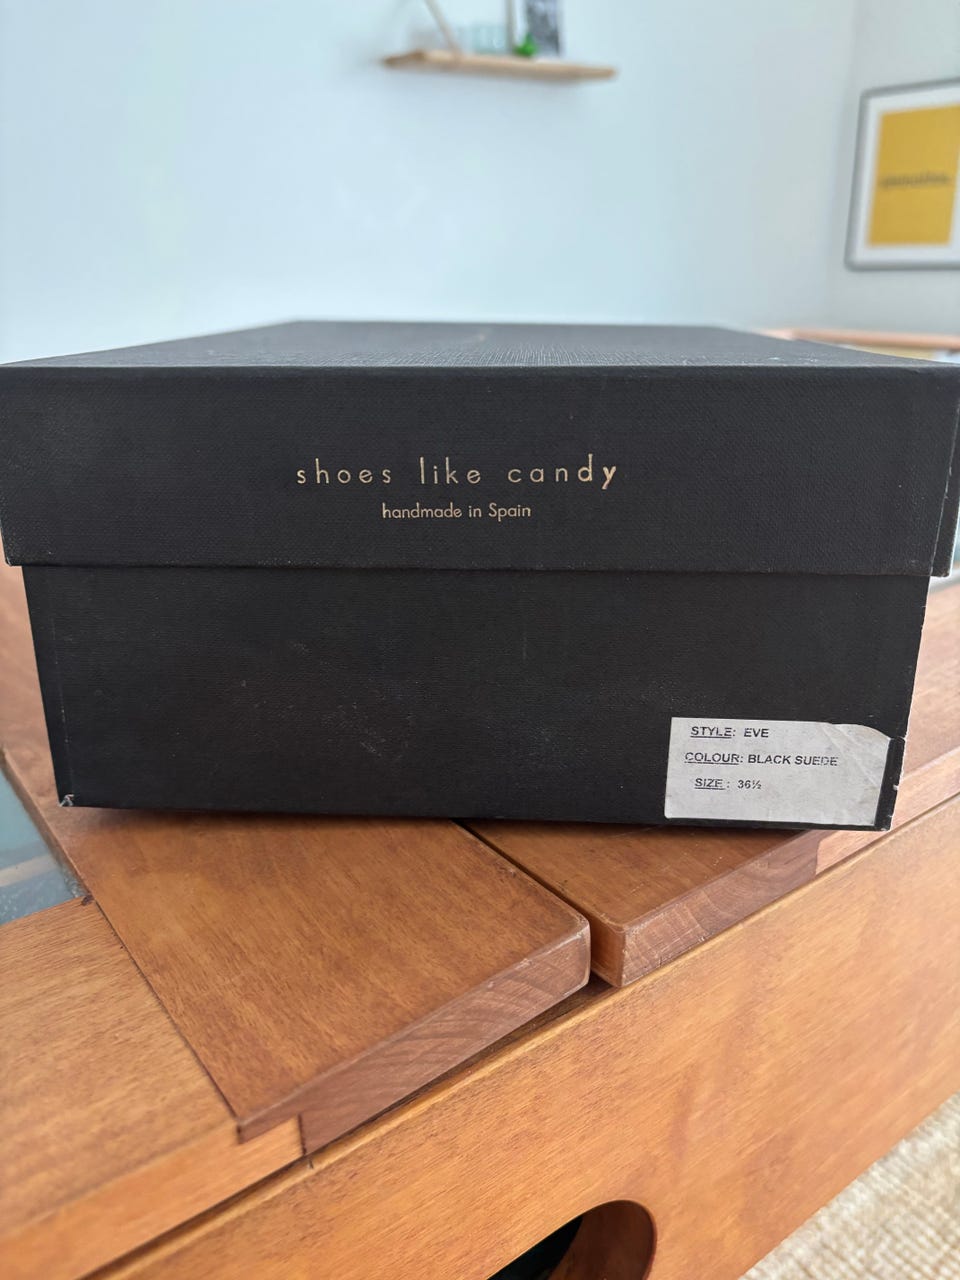 shoes like candy
handmade in Spain
STYLE: EVE
COLOUR: BLACK SUEDE
SIZE : 36½